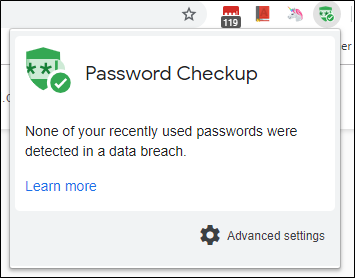 119
er
Password Checkup
None of your recently used passwords were
detected in a data breach.
Learn more
Advanced settings